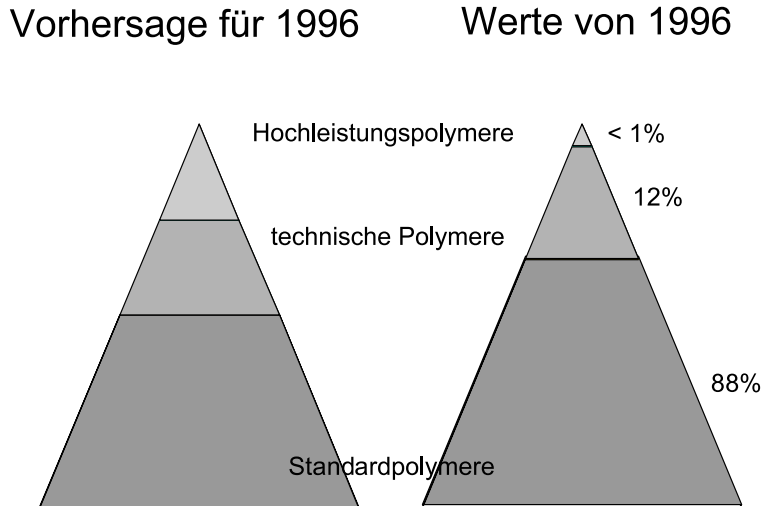 Vorhersage für 1996
Werte von 1996
Hochleistungspolymere
< 1%
12%
technische Polymere
88%
Standardpolymere